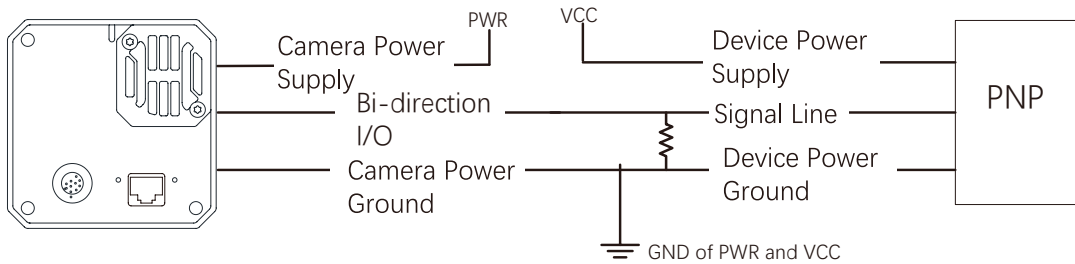 PWR
VCC
Camera Power
Supply
Device Power
Supply
Bi-direction
I/O
Signal Line
PNP
Camera Power
Ground
Device Power
Ground
GND of PWR and VCC